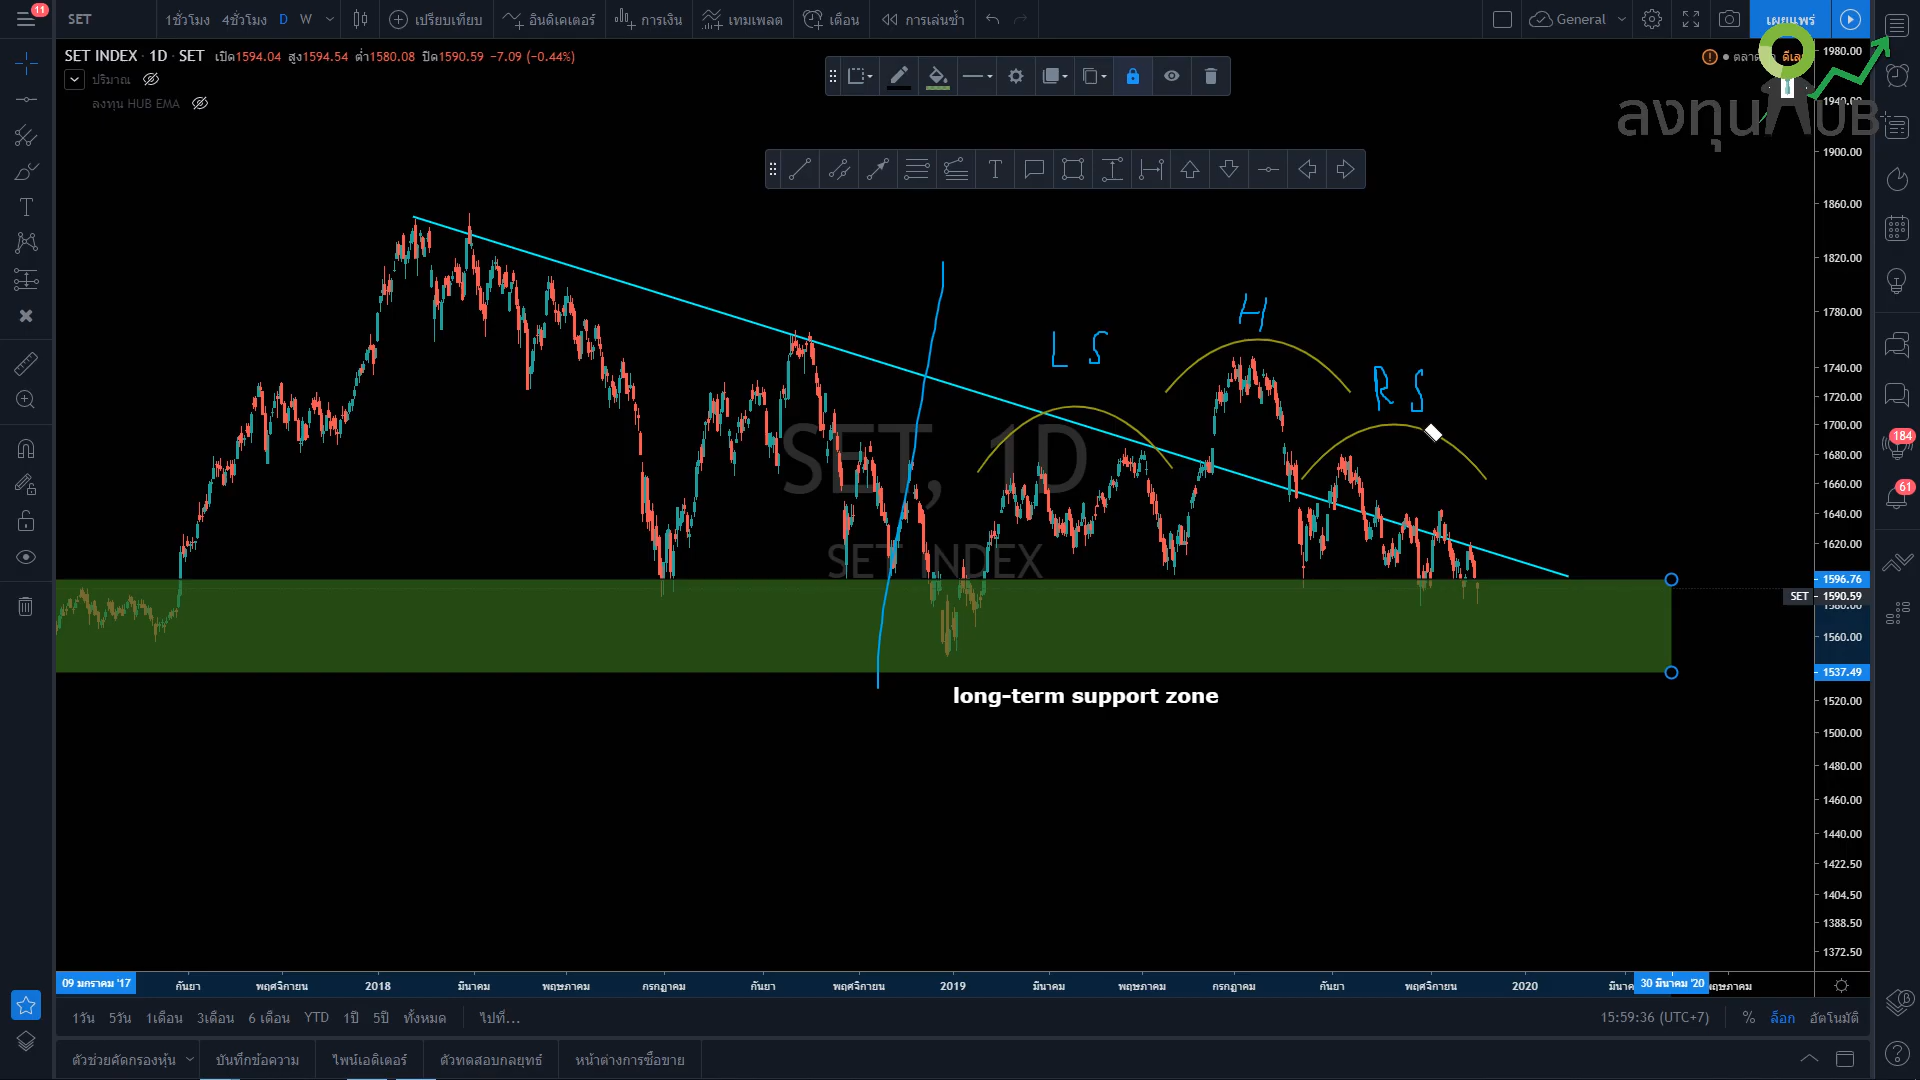 11
SET
1ชั่วโมง 4ชั่วโมง D W
เปรียบเทียบ
อินดิเคเตอร์
การเงิน
เทมเพลต
เตือน
การเล่นซ้ำ
General
เผยแพร่
SET INDEX · 1D · SET เปิด1594.04 สูง1594.54 ต่ำ1580.08 ปิด1590.59 −7.09 (−0.44%)
ปริมาณ
ลงทุน HUB EMA
ลงทุนHUB
LS
H
RS
SET, 1D
SET INDEX
long-term support zone
1980.00
1940.00
1900.00
1860.00
1820.00
1780.00
1740.00
1720.00
1700.00
1680.00
1660.00
1640.00
1620.00
1596.76
SET 1590.59
1580.00
1560.00
1537.49
1520.00
1500.00
1480.00
1460.00
1440.00
1422.50
1404.50
1388.50
1372.50
184
61
09 มกราคม '17 กันยา พฤศจิกายน 2018 มีนาคม พฤษภาคม กรกฎาคม กันยา พฤศจิกายน 2019 มีนาคม พฤษภาคม กรกฎาคม กันยา พฤศจิกายน 2020 30 มีนาคม '20
1วัน 5วัน 1เดือน 3เดือน 6 เดือน YTD 1ปี 5ปี ทั้งหมด ไปที่... 15:59:36 (UTC+7) % ล็อก อัตโนมัติ
ตัวช่วยคัดกรองหุ้น บันทึกข้อความ ไพน์เอดิเตอร์ ตัวทดสอบกลยุทธ์ หน้าต่างการซื้อขาย